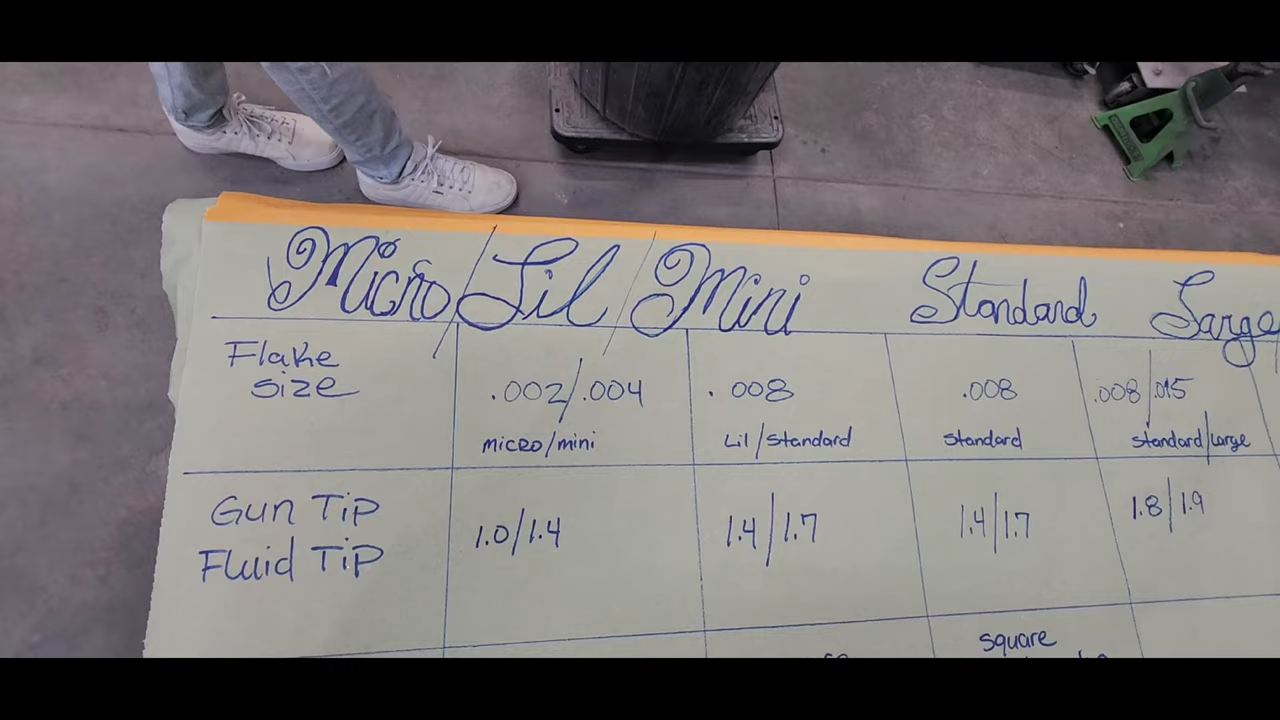 Micro/Lil/Mini Standard Large
Flake size .002/.004 .008 .008 .008/.015
micro/mini Lil/Standard Standard Standard/Large
Gun Tip 1.0/1.4 1.4/1.7 1.4/1.7 1.8/1.9
Fluid Tip
square